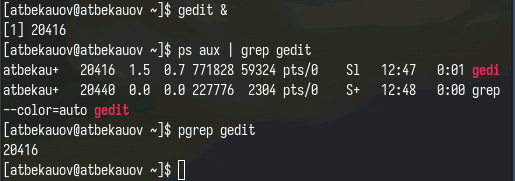 [atbekauov@atbekauov ~]$ gedit &
[1] 20416
[atbekauov@atbekauov ~]$ ps aux | grep gedit
atbekau+   20416  1.5  0.7 771828 59324 pts/0    Sl   12:47   0:01 gedi
atbekau+   20440  0.0  0.0 227776  2304 pts/0    S+   12:48   0:00 grep
--color=auto gedit
[atbekauov@atbekauov ~]$ pgrep gedit
20416
[atbekauov@atbekauov ~]$